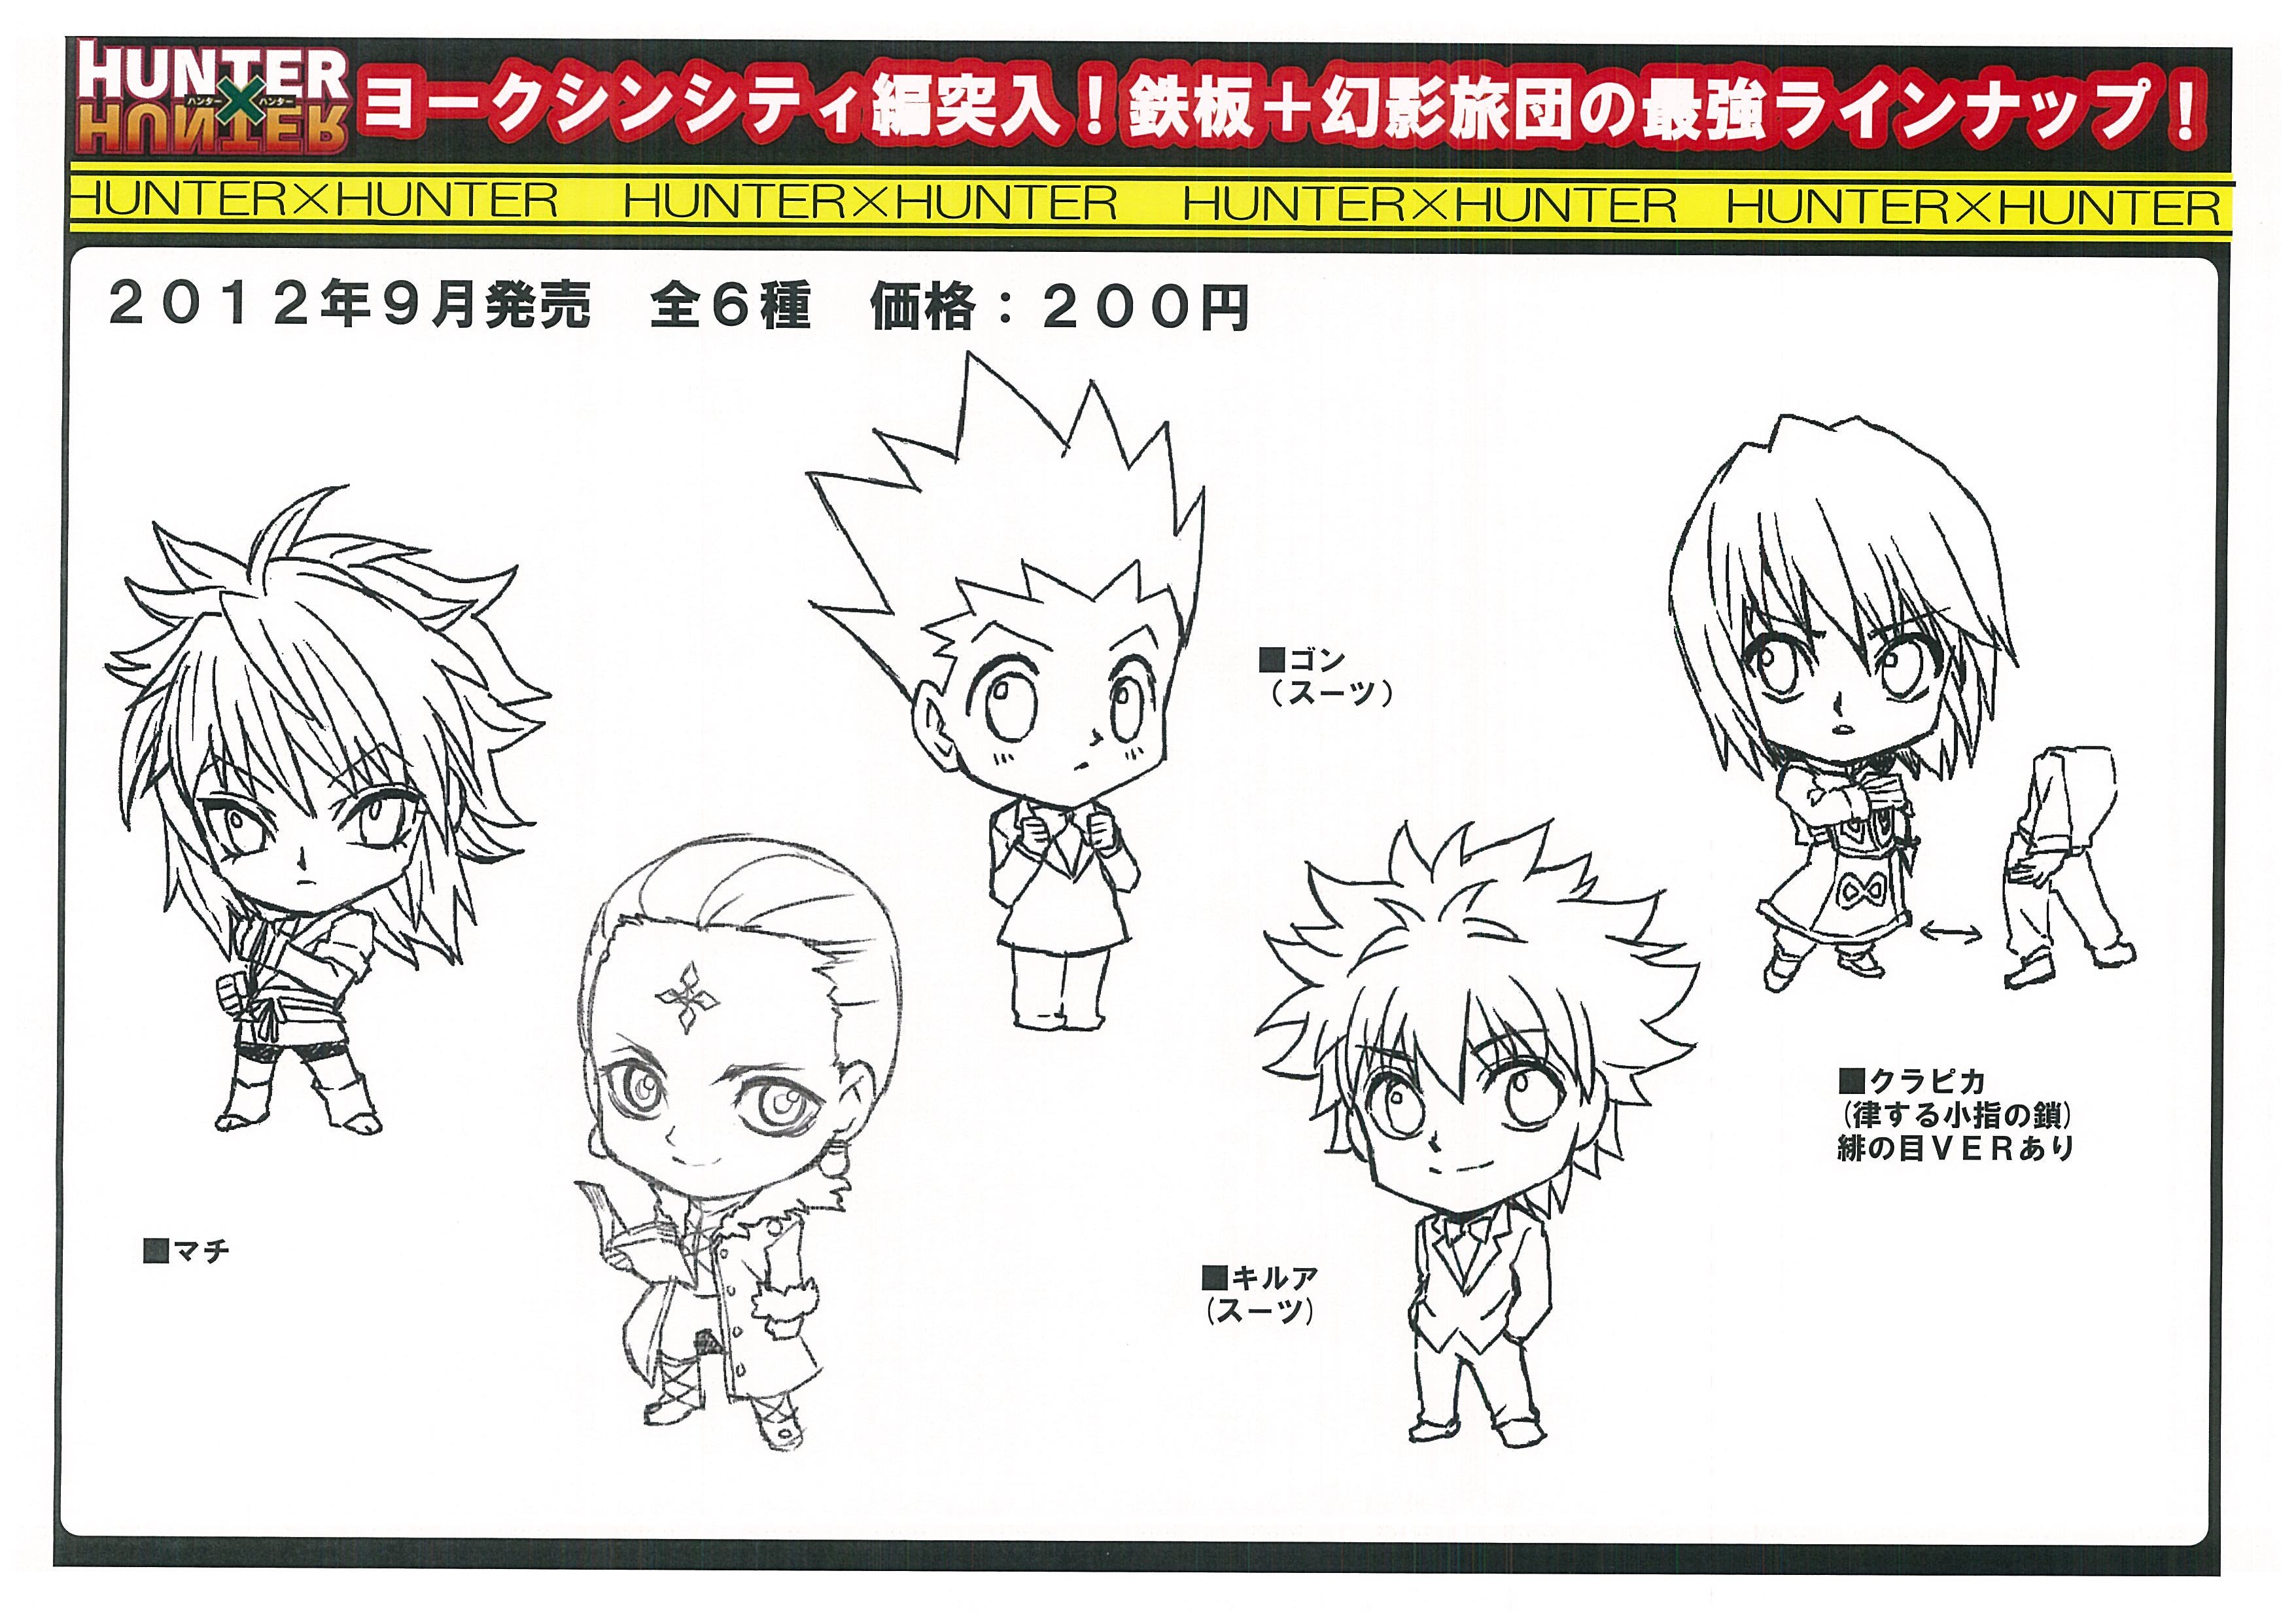 HUNTER
ハンター×ハンター
HUNTER
ヨークシンシティ編突入！鉄板＋幻影旅団の最強ラインナップ！
HUNTER×HUNTER HUNTER×HUNTER HUNTER×HUNTER HUNTER×HUNTER
２０１２年９月発売　全６種　価格：２００円
■ゴン
（スーツ）
■クラピカ
(律する小指の鎖)
緋の目ＶＥＲあり
■マチ
■キルア
(スーツ)